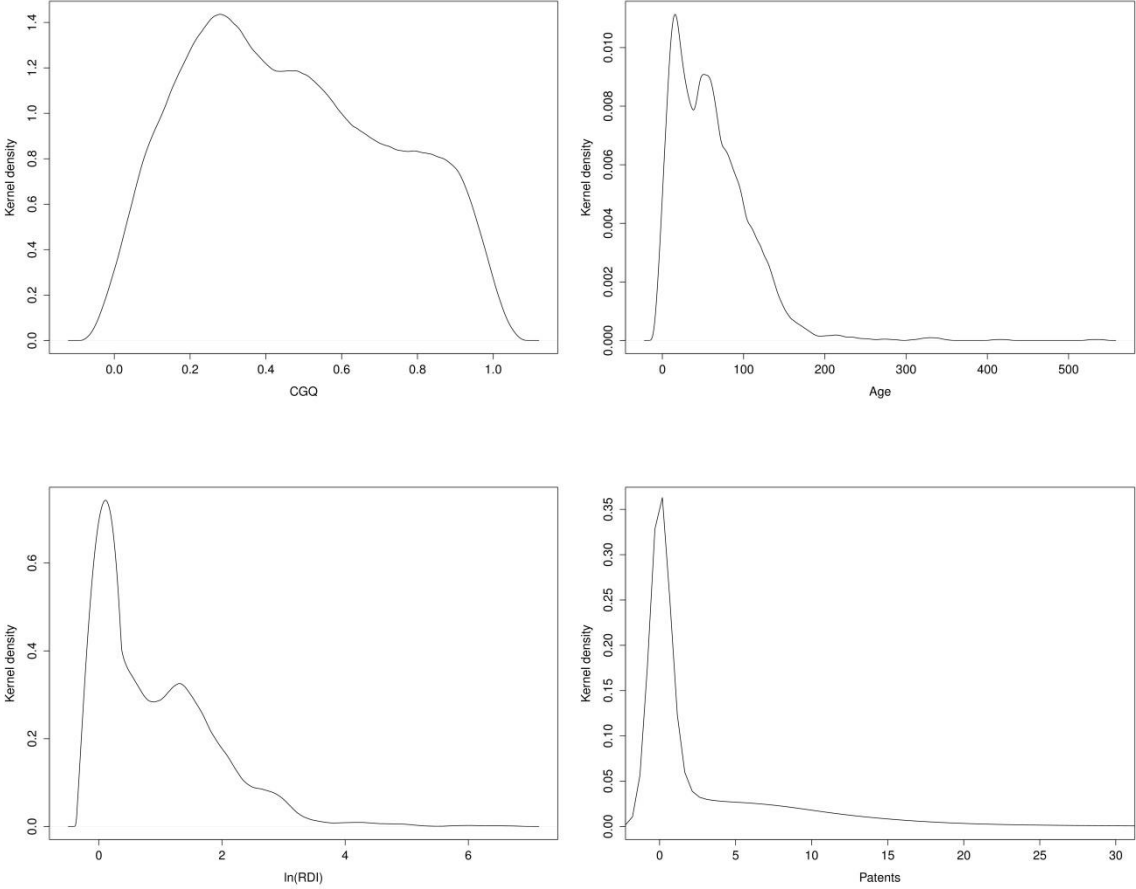 Kernel density
0.0 0.2 0.4 0.6 0.8 1.0 1.2 1.4
0.0 0.2 0.4 0.6 0.8 1.0
CGQ
Kernel density
0.000 0.002 0.004 0.006 0.008 0.010
0 100 200 300 400 500
Age
Kernel density
0.0 0.2 0.4 0.6
0 2 4 6
ln(RDI)
Kernel density
0.00 0.05 0.10 0.15 0.20 0.25 0.30 0.35
0 5 10 15 20 25 30
Patents